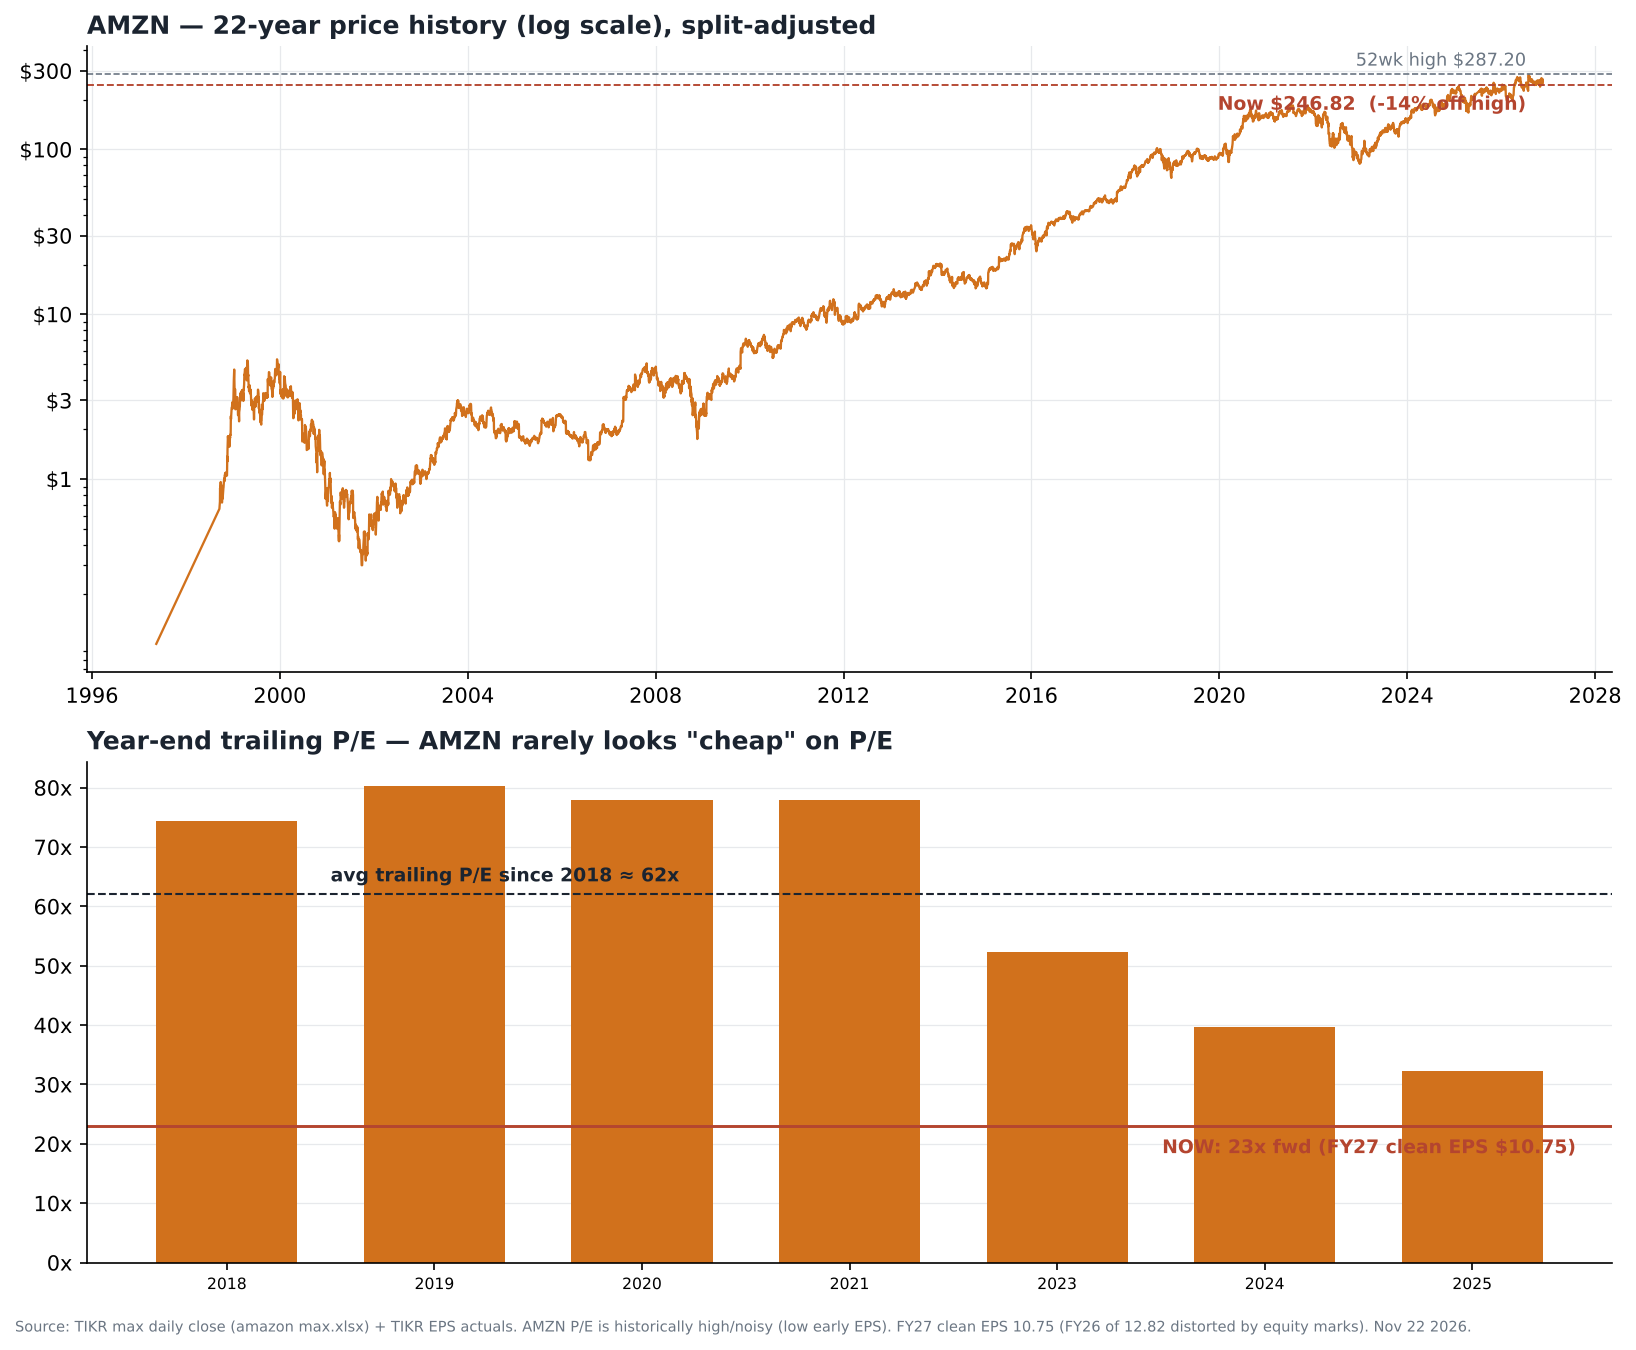 AMZN — 22-year price history (log scale), split-adjusted
$300
$100
$30
$10
$3
$1
52wk high $287.20
Now $246.82 (-14% off high)
1996 2000 2004 2008 2012 2016 2020 2024 2028
Year-end trailing P/E — AMZN rarely looks "cheap" on P/E
80x
70x
60x
50x
40x
30x
20x
10x
0x
avg trailing P/E since 2018 ≈ 62x
NOW: 23x fwd (FY27 clean EPS $10.75)
2018 2019 2020 2021 2023 2024 2025
Source: TIKR max daily close (amazon max.xlsx) + TIKR EPS actuals. AMZN P/E is historically high/noisy (low early EPS). FY27 clean EPS 10.75 (FY26 of 12.82 distorted by equity marks). Nov 22 2026.